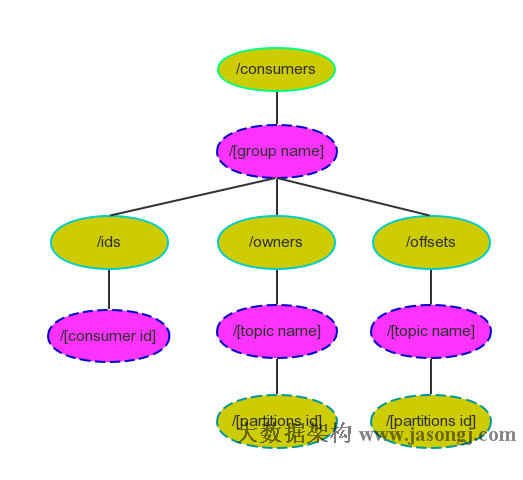 /consumers
/[group name]
/ids
/owners
/offsets
/[consumer id]
/[topic name]
/[topic name]
/[partitions id]
/[partitions id]
大数据架构 www.jasongj.com